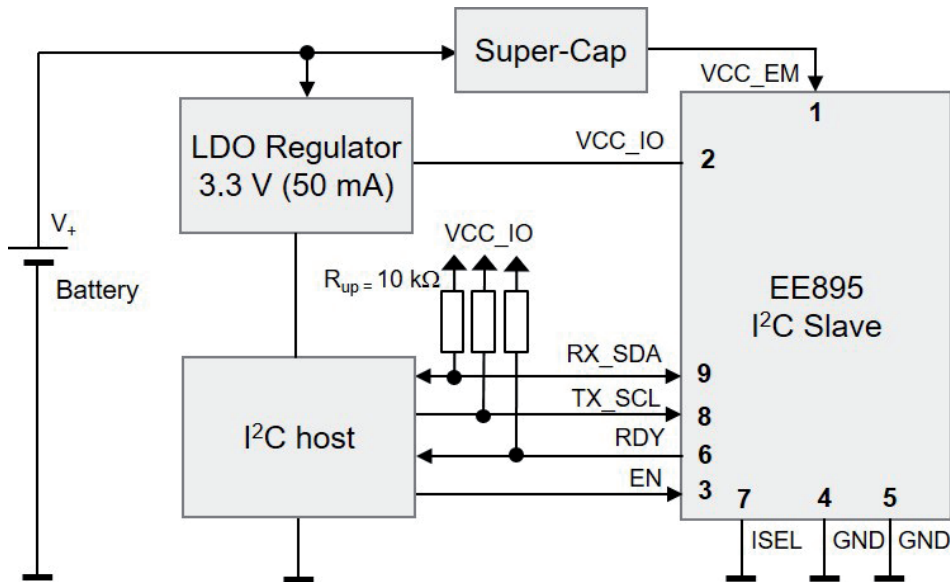 Super-Cap
VCC_EM
1
LDO Regulator
3.3 V (50 mA)
VCC_IO
2
V+
Battery
VCC_IO
Rup = 10 kΩ
EE895
I²C Slave
I²C host
RX_SDA
9
TX_SCL
8
RDY
6
EN
3
7
4
5
ISEL
GND
GND